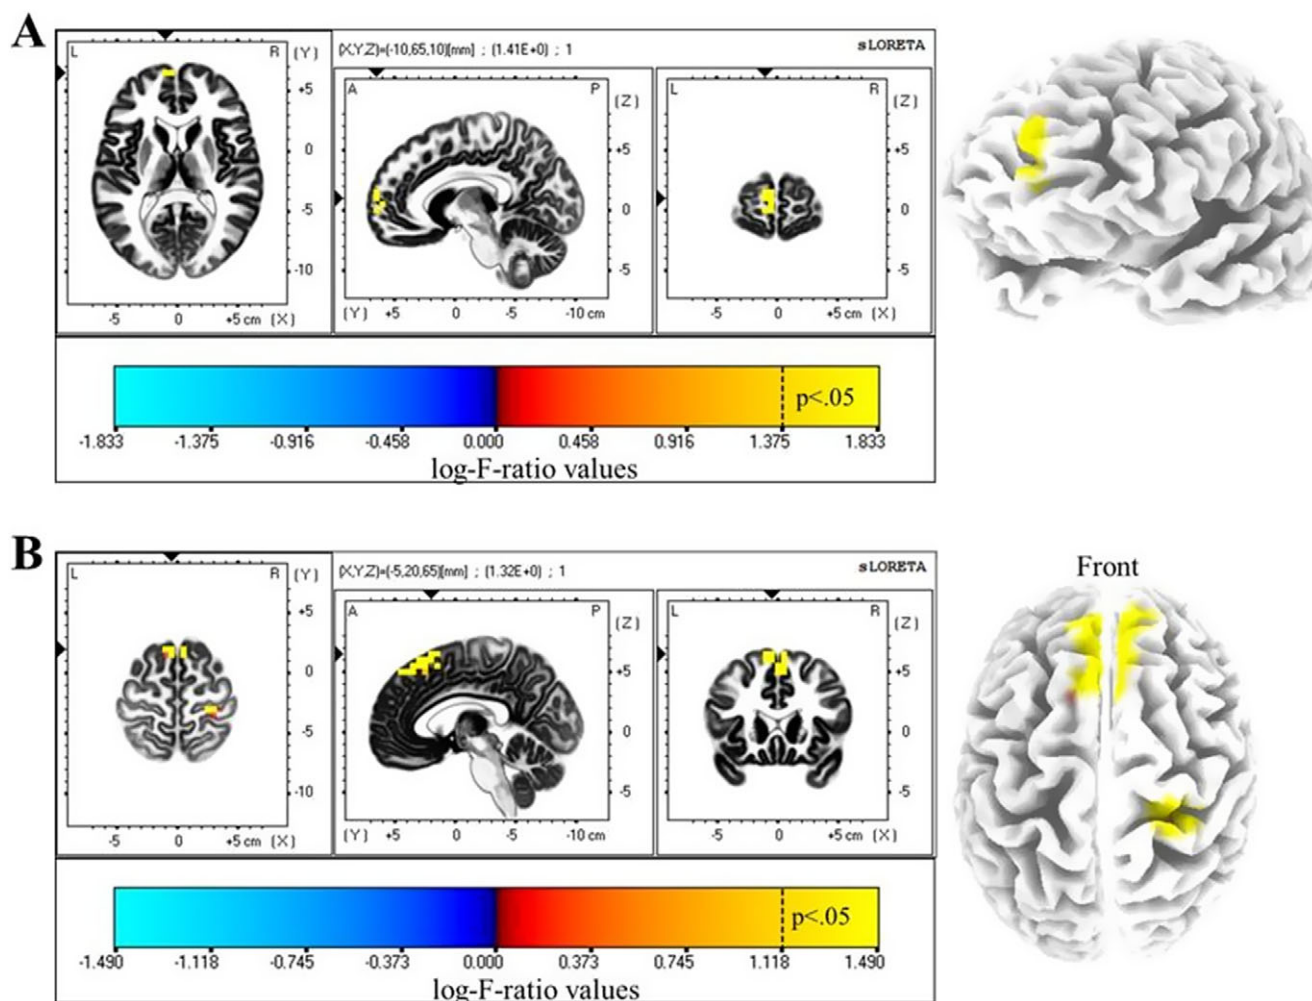 A
L R (Y)
(X,Y,Z)=(-10,65,10)[mm] ; (1.41E+0) ; 1
sLORETA
+5
0
-5
-10
-5 0 +5 cm (X)
A P (Z)
+5
0
-5
(Y) +5 0 -5 -10 cm
L R (Z)
+5
0
-5
-5 0 +5 cm (X)
p<.05
-1.833 -1.375 -0.916 -0.458 0.000 0.458 0.916 1.375 1.833
log-F-ratio values
B
L R (Y)
(X,Y,Z)=(-5,20,65)[mm] ; (1.32E+0) ; 1
sLORETA
+5
0
-5
-10
-5 0 +5 cm (X)
A P (Z)
+5
0
-5
(Y) +5 0 -5 -10 cm
L R (Z)
+5
0
-5
-5 0 +5 cm (X)
Front
p<.05
-1.490 -1.118 -0.745 -0.373 0.000 0.373 0.745 1.118 1.490
log-F-ratio values